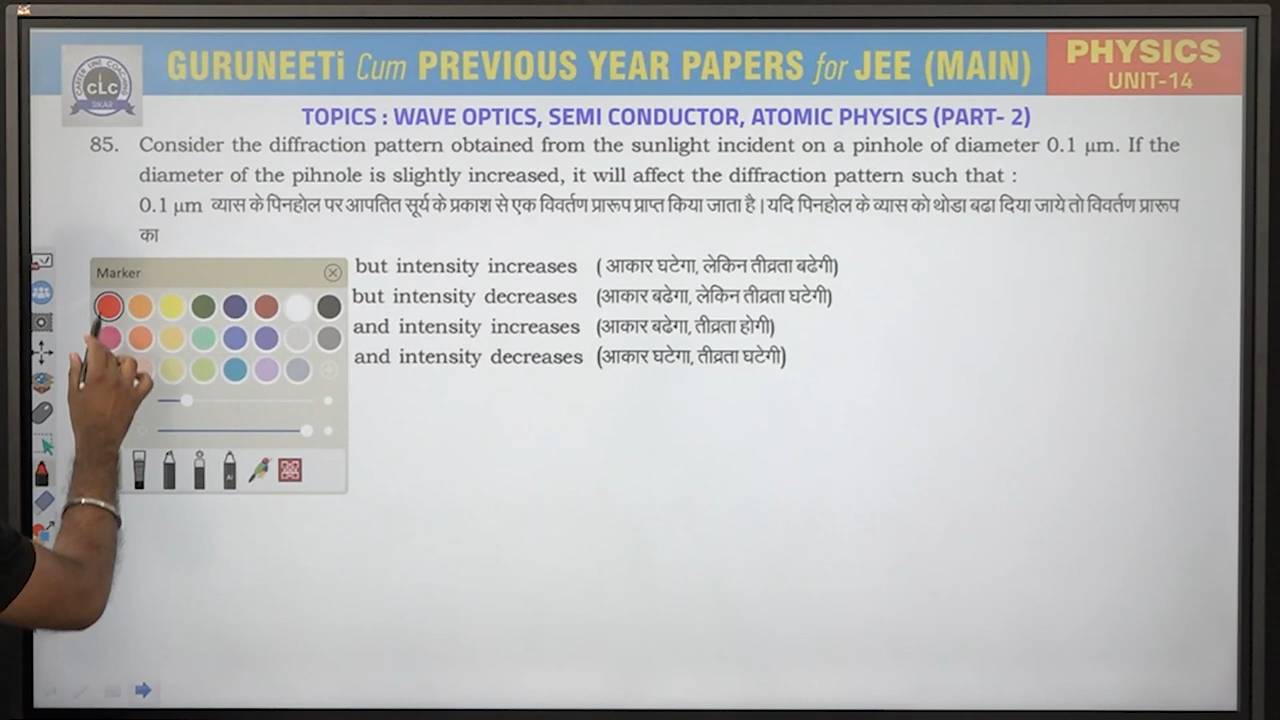 CAREER LINE COACHING
CLC
SIKAR
GURUNEETi Cum PREVIOUS YEAR PAPERS for JEE (MAIN)
PHYSICS
UNIT-14
TOPICS : WAVE OPTICS, SEMI CONDUCTOR, ATOMIC PHYSICS (PART- 2)
85. Consider the diffraction pattern obtained from the sunlight incident on a pinhole of diameter 0.1 μm. If the
diameter of the pihnole is slightly increased, it will affect the diffraction pattern such that :
0.1 μm व्यास के पिनहोल पर आपतित सूर्य के प्रकाश से एक विवर्तण प्रारूप प्राप्त किया जाता है। यदि पिनहोल के व्यास को थोडा बढा दिया जाये तो विवर्तण प्रारूप
का
Marker
but intensity increases ( आकार घटेगा, लेकिन तीव्रता बढेगी)
but intensity decreases (आकार बढेगा, लेकिन तीव्रता घटेगी)
and intensity increases (आकार बढेगा, तीव्रता होगी)
and intensity decreases (आकार घटेगा, तीव्रता घटेगी)